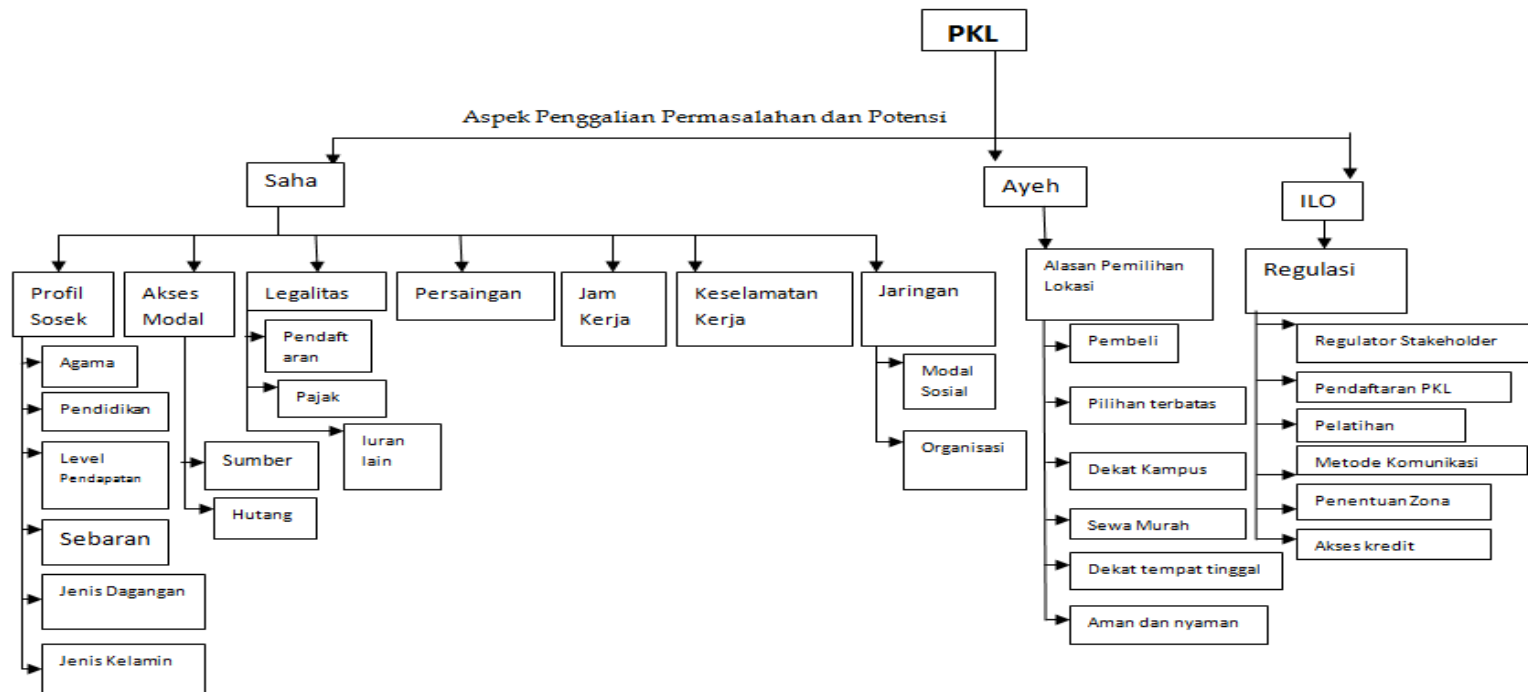 PKL
Aspek Penggalian Permasalahan dan Potensi
Saha
Ayeh
ILO
Profil
Sosek
Akses
Modal
Legalitas
Persaingan
Jam
Kerja
Keselamatan
Kerja
Jaringan
Alasan Pemilihan
Lokasi
Regulasi
Agama
Pendidikan
Level
Pendapatan
Sebaran
Jenis Dagangan
Jenis Kelamin
Sumber
Hutang
Pendaft
aran
Pajak
Iuran
lain
Modal
Sosial
Organisasi
Pembeli
Pilihan terbatas
Dekat Kampus
Sewa Murah
Dekat tempat tinggal
Aman dan nyaman
Regulator Stakeholder
Pendaftaran PKL
Pelatihan
Metode Komunikasi
Penentuan Zona
Akses kredit